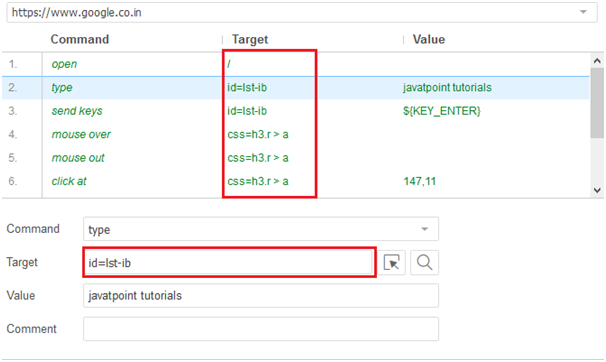 https://www.google.co.in
Command Target Value
1. open /
2. type id=lst-ib javatpoint tutorials
3. send keys id=lst-ib ${KEY_ENTER}
4. mouse over css=h3.r > a
5. mouse out css=h3.r > a
6. click at css=h3.r > a 147,11
Command type
Target id=lst-ib
Value javatpoint tutorials
Comment